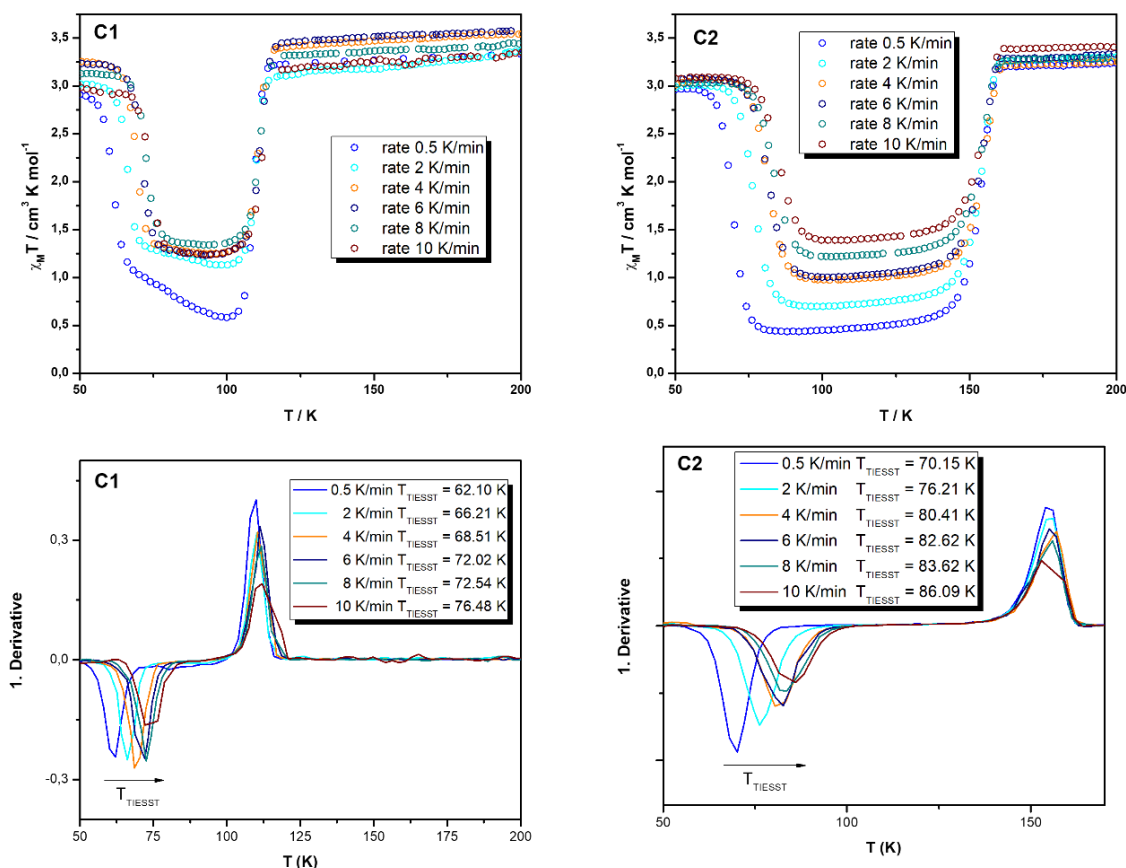 C1
3,5
3,0
2,5
2,0
1,5
1,0
0,5
0,0
χMT / cm³ K mol⁻¹
rate 0.5 K/min
rate 2 K/min
rate 4 K/min
rate 6 K/min
rate 8 K/min
rate 10 K/min
50 75 100 125 150 175 200
T / K
C2
3,5
3,0
2,5
2,0
1,5
1,0
0,5
0,0
χMT / cm³ K mol⁻¹
rate 0.5 K/min
rate 2 K/min
rate 4 K/min
rate 6 K/min
rate 8 K/min
rate 10 K/min
50 100 150 200
T / K
C1
0,3
0,0
-0,3
1. Derivative
0.5 K/min TTIESST = 62.10 K
2 K/min TTIESST = 66.21 K
4 K/min TTIESST = 68.51 K
6 K/min TTIESST = 72.02 K
8 K/min TTIESST = 72.54 K
10 K/min TTIESST = 76.48 K
TTIESST
50 75 100 125 150 175 200
T (K)
C2
1. Derivative
0.5 K/min TTIESST = 70.15 K
2 K/min TTIESST = 76.21 K
4 K/min TTIESST = 80.41 K
6 K/min TTIESST = 82.62 K
8 K/min TTIESST = 83.62 K
10 K/min TTIESST = 86.09 K
TTIESST
50 100 150
T (K)